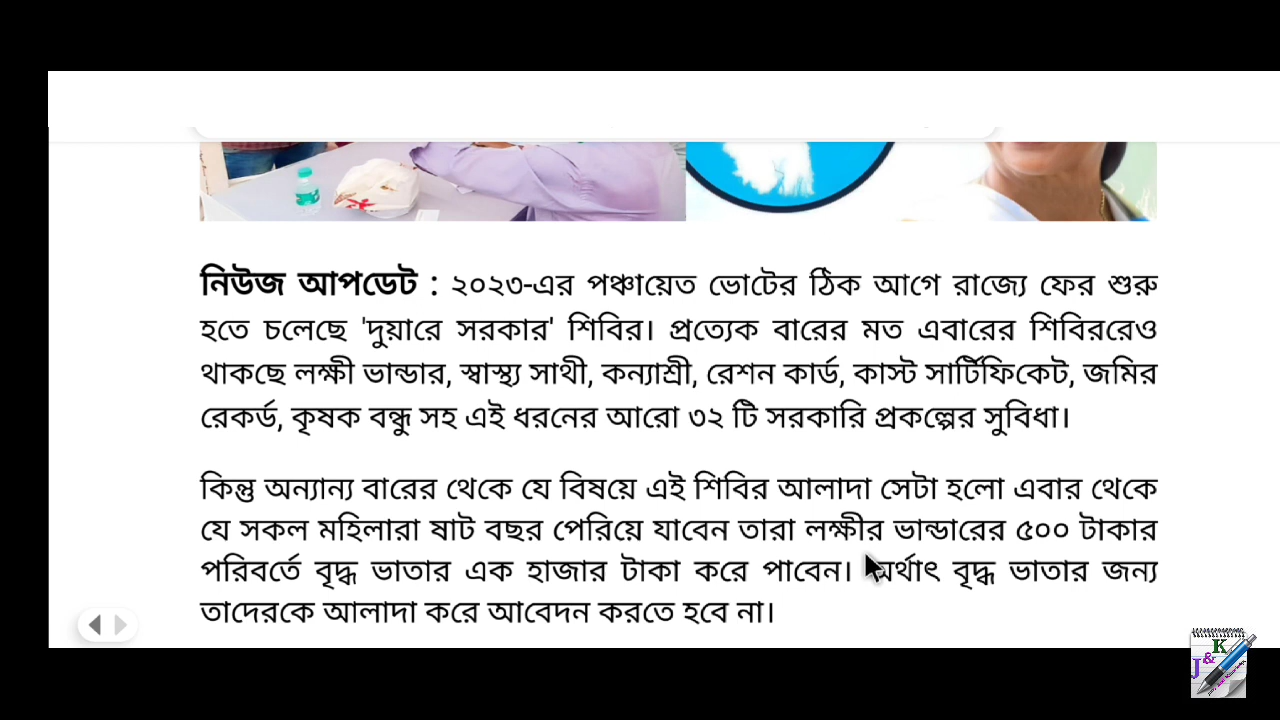 নিউজ আপডেট : ২০২৩-এর পঞ্চায়েত ভোটের ঠিক আগে রাজ্যে ফের শুরু
হতে চলেছে 'দুয়ারে সরকার' শিবির। প্রত্যেক বারের মত এবারের শিবিররেও
থাকছে লক্ষী ভান্ডার, স্বাস্থ্য সাথী, কন্যাশ্রী, রেশন কার্ড, কাস্ট সার্টিফিকেট, জমির
রেকর্ড, কৃষক বন্ধু সহ এই ধরনের আরো ৩২ টি সরকারি প্রকল্পের সুবিধা।
কিন্তু অন্যান্য বারের থেকে যে বিষয়ে এই শিবির আলাদা সেটা হলো এবার থেকে
যে সকল মহিলারা ষাট বছর পেরিয়ে যাবেন তারা লক্ষীর ভান্ডারের ৫০০ টাকার
পরিবর্তে বৃদ্ধ ভাতার এক হাজার টাকা করে পাবেন। অর্থাৎ বৃদ্ধ ভাতার জন্য
তাদেরকে আলাদা করে আবেদন করতে হবে না।
J&K